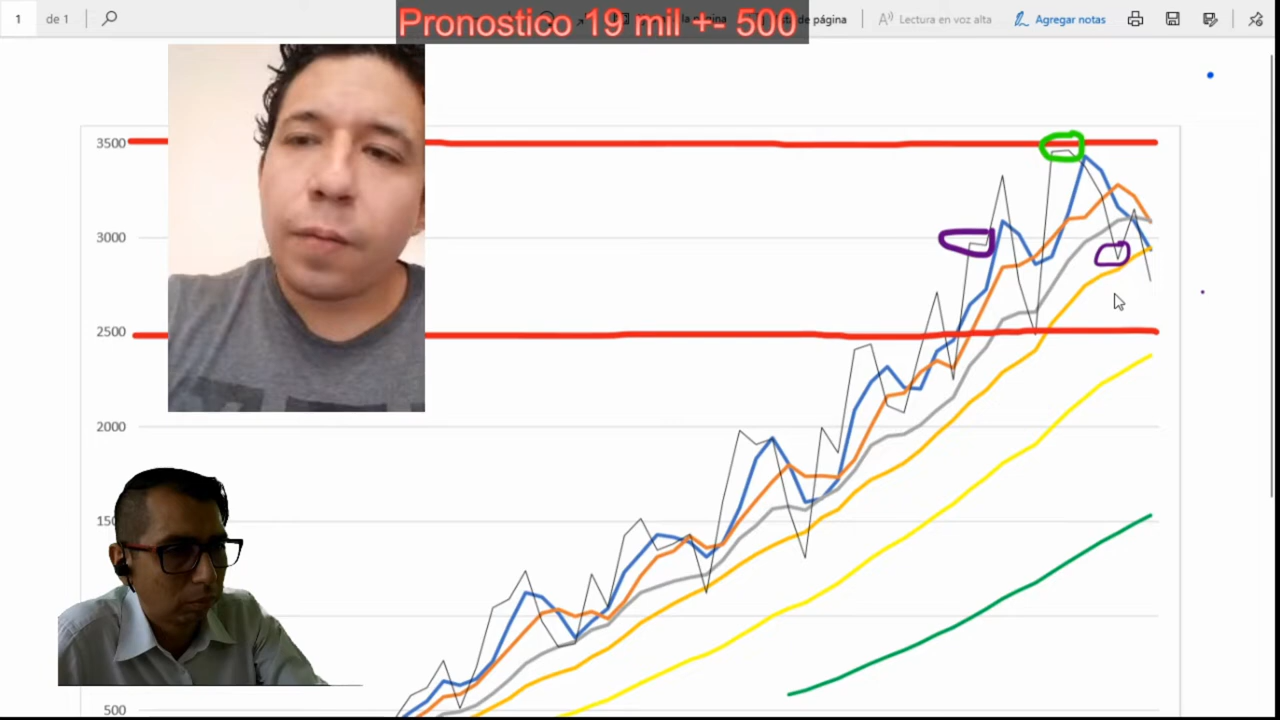 1 de 1
Pronostico 19 mil +- 500
de página
Lectura en voz alta
Agregar notas
3500
3000
2500
2000
500